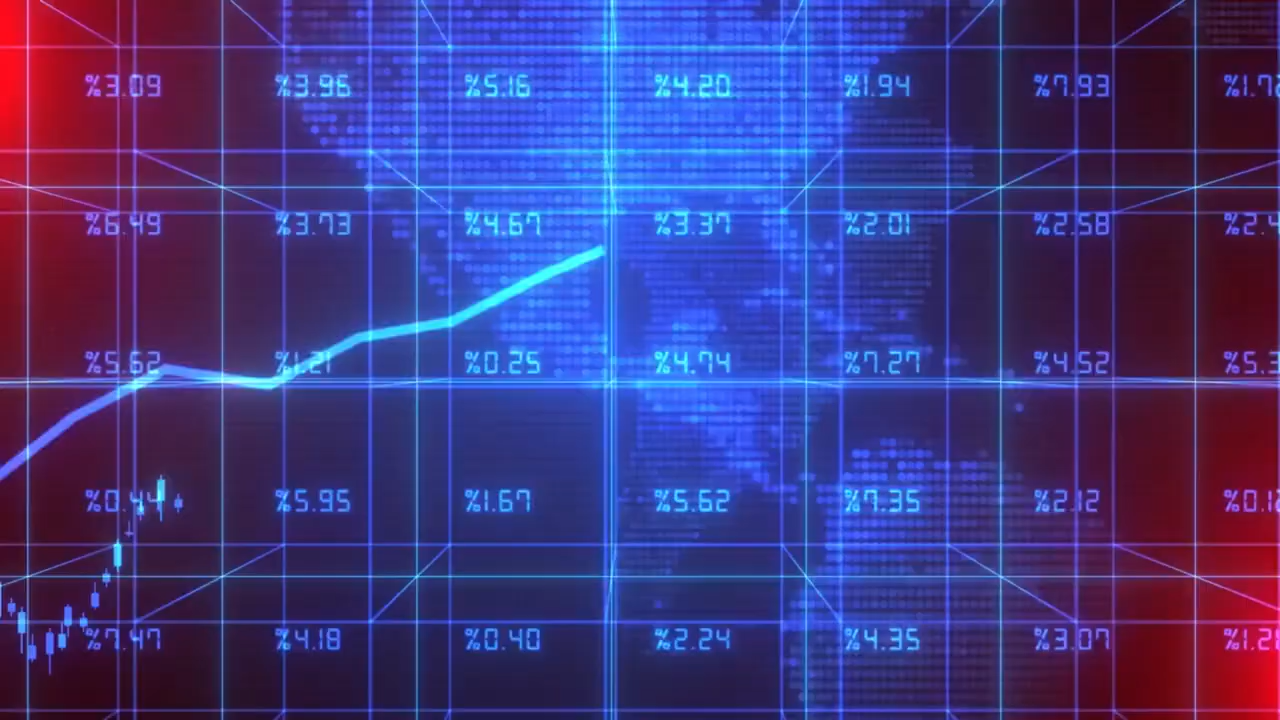 %3.09 %3.96 %5.16 %4.20 %1.94 %7.93
%6.49 %3.73 %4.67 %3.37 %2.01 %2.58
%5.62 %1.21 %0.25 %4.74 %7.27 %4.52
%0.44 %5.95 %1.67 %5.62 %7.35 %2.12
%7.47 %4.18 %0.40 %2.24 %4.35 %3.07